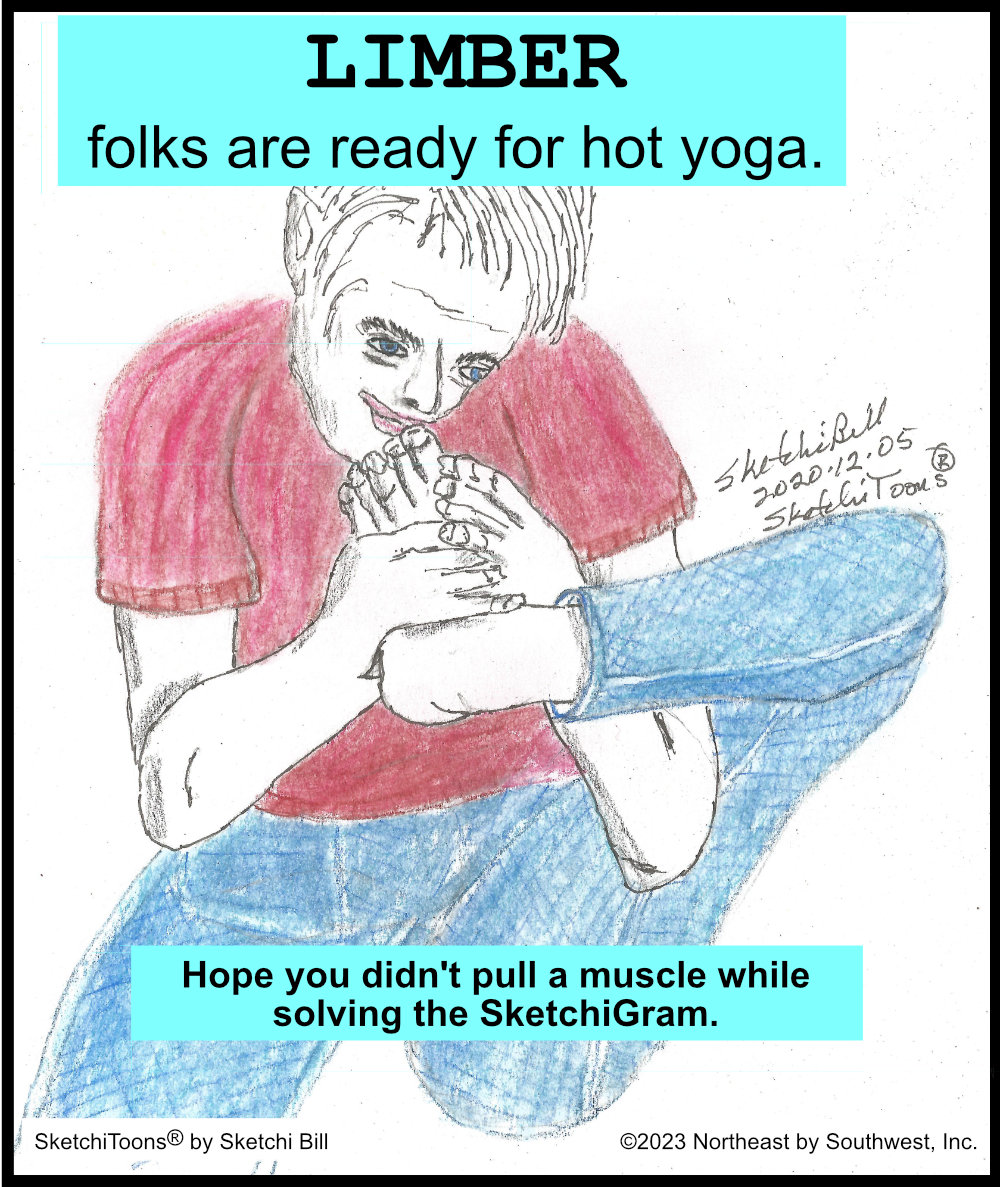 LIMBER
folks are ready for hot yoga.
SketchiBill
2020.12.05
SketchiToons ®
Hope you didn't pull a muscle while
solving the SketchiGram.
SketchiToons® by Sketchi Bill
©2023 Northeast by Southwest, Inc.